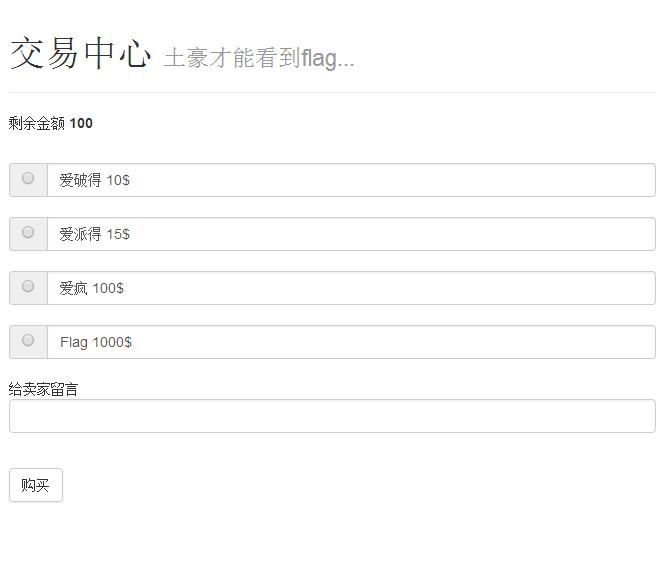 交易中心 土豪才能看到flag...
剩余金额 100
爱破得 10$
爱派得 15$
爱疯 100$
Flag 1000$
给卖家留言
购买